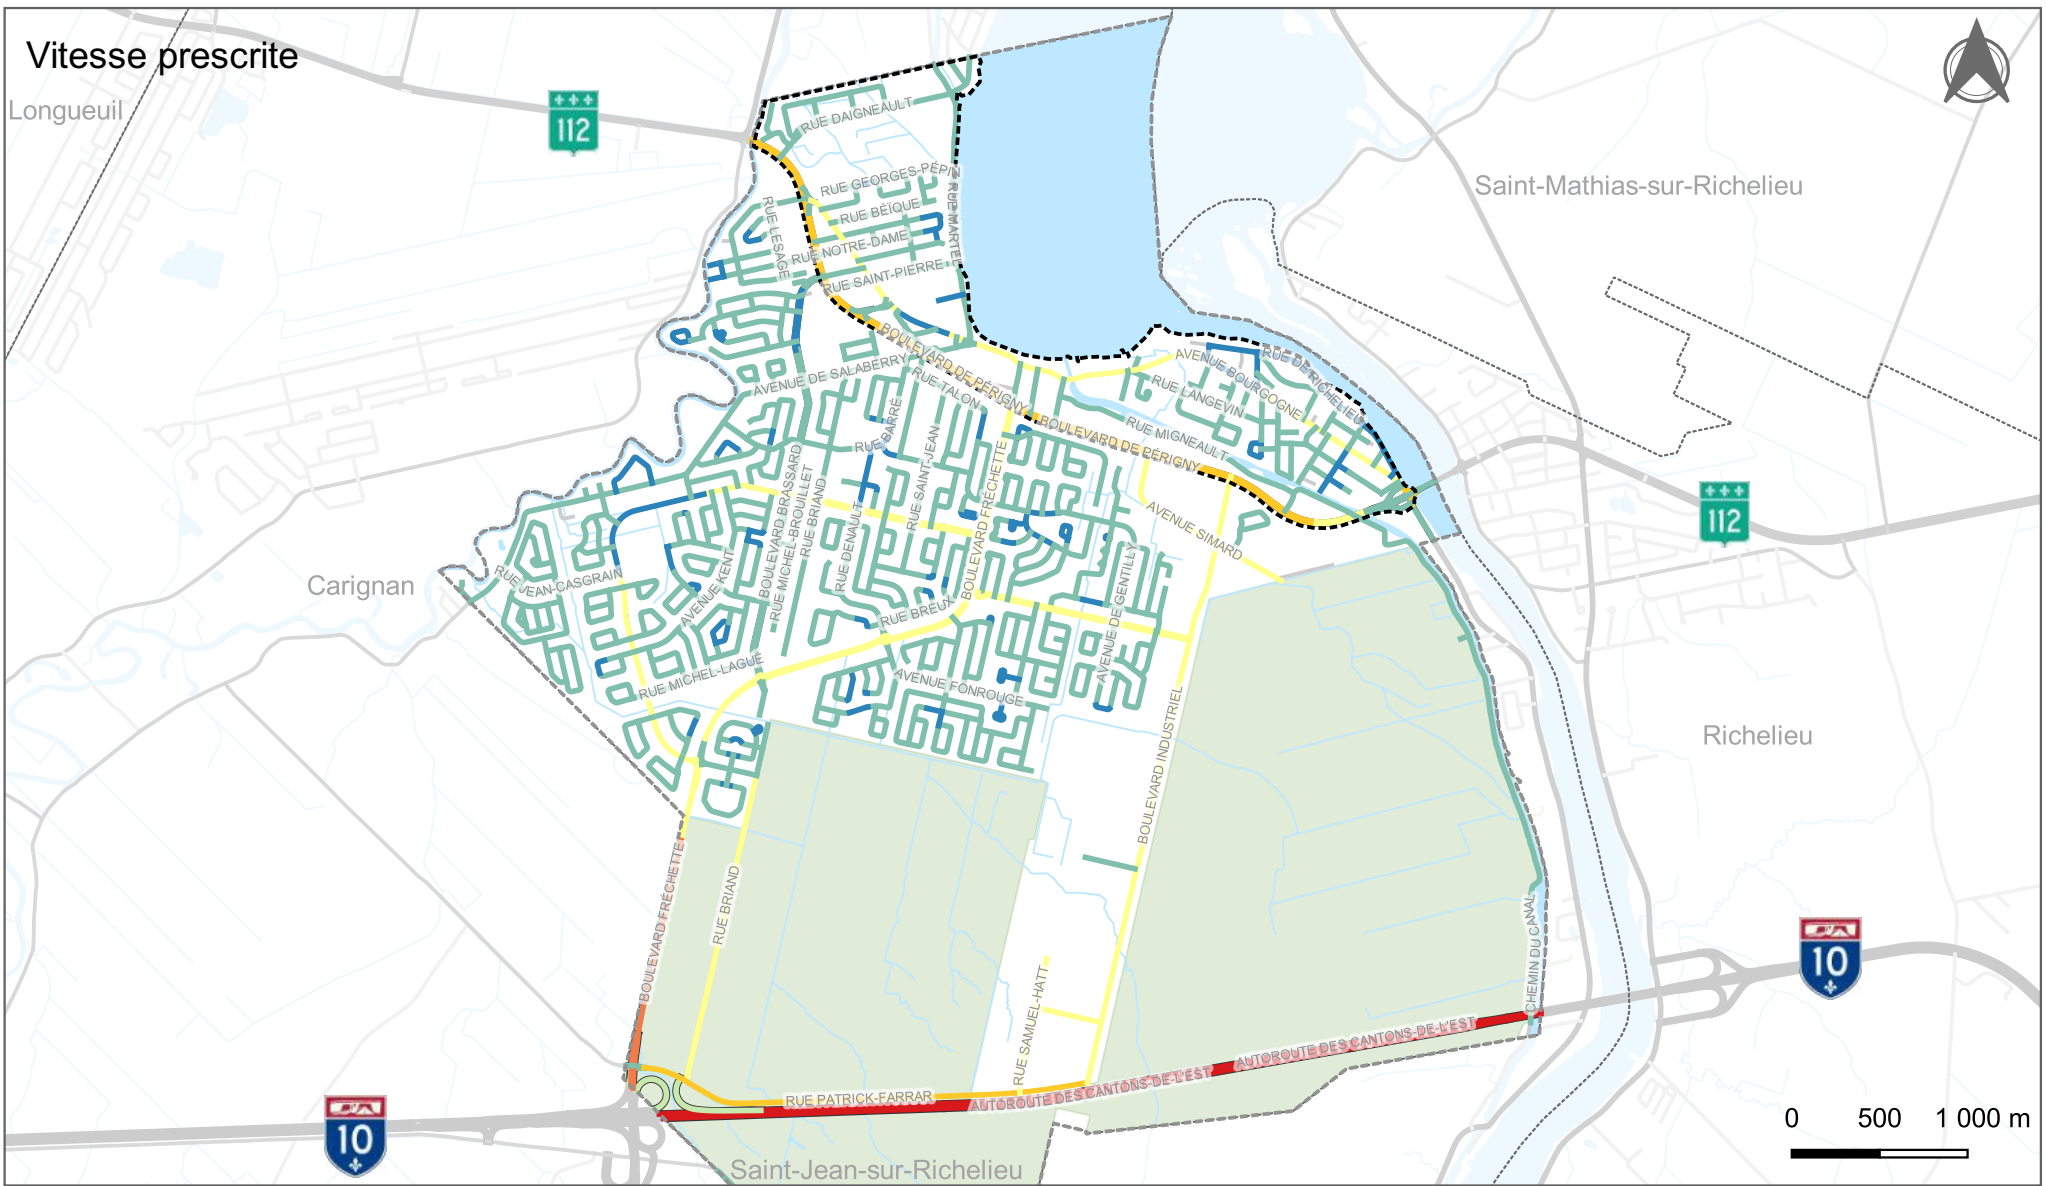 Vitesse prescrite
Longueuil
112
RUE DAIGNEAULT
RUE GEORGES-PÉPIN
RUE BÉÏQUE
RUE LESAGE
RUE NOTRE-DAME
RUE MARTEL
RUE SAINT-PIERRE
Saint-Mathias-sur-Richelieu
BOULEVARD DE PÉRIGNY
AVENUE DE SALABERRY
RUE TALON
AVENUE BOURGOGNE
RUE DE RICHELIEU
RUE LANGEVIN
RUE BARRÉ
RUE MIGNEAULT
BOULEVARD DE PÉRIGNY
RUE SAINT-JEAN
BOULEVARD FRÉCHETTE
BOULEVARD BRASSARD
RUE MICHEL-BROUILLET
RUE BRIAND
RUE DENAULT
AVENUE SIMARD
112
Carignan
RUE JEAN-CASGRAIN
AVENUE KENT
RUE BREUX
AVENUE DE GENTILLY
RUE MICHEL-LAGUË
AVENUE FONROUGE
BOULEVARD INDUSTRIEL
Richelieu
BOULEVARD FRÉCHETTE
RUE BRIAND
RUE SAMUEL-HATT
CHEMIN DU CANAL
10
AUTOROUTE DES CANTONS-DE-L'EST
AUTOROUTE DES CANTONS-DE-L'EST
RUE PATRICK-FARRAR
10
Saint-Jean-sur-Richelieu
0 500 1 000 m